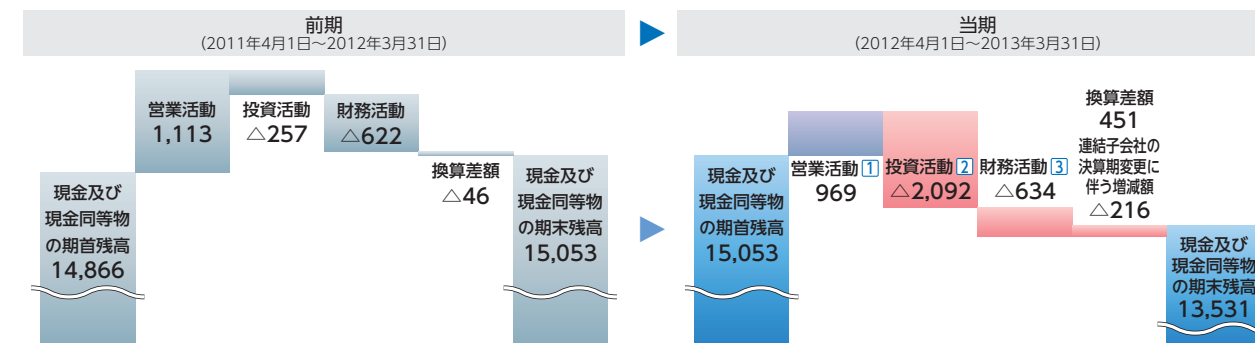 前期
(2011年4月1日～2012年3月31日)
営業活動
1,113
投資活動
△257
財務活動
△622
換算差額
△46
現金及び
現金同等物
の期首残高
14,866
現金及び
現金同等物
の期末残高
15,053
当期
(2012年4月1日～2013年3月31日)
現金及び
現金同等物
の期首残高
15,053
営業活動1
969
投資活動2
△2,092
財務活動3
△634
換算差額
451
連結子会社の
決算期変更に
伴う増減額
△216
現金及び
現金同等物
の期末残高
13,531